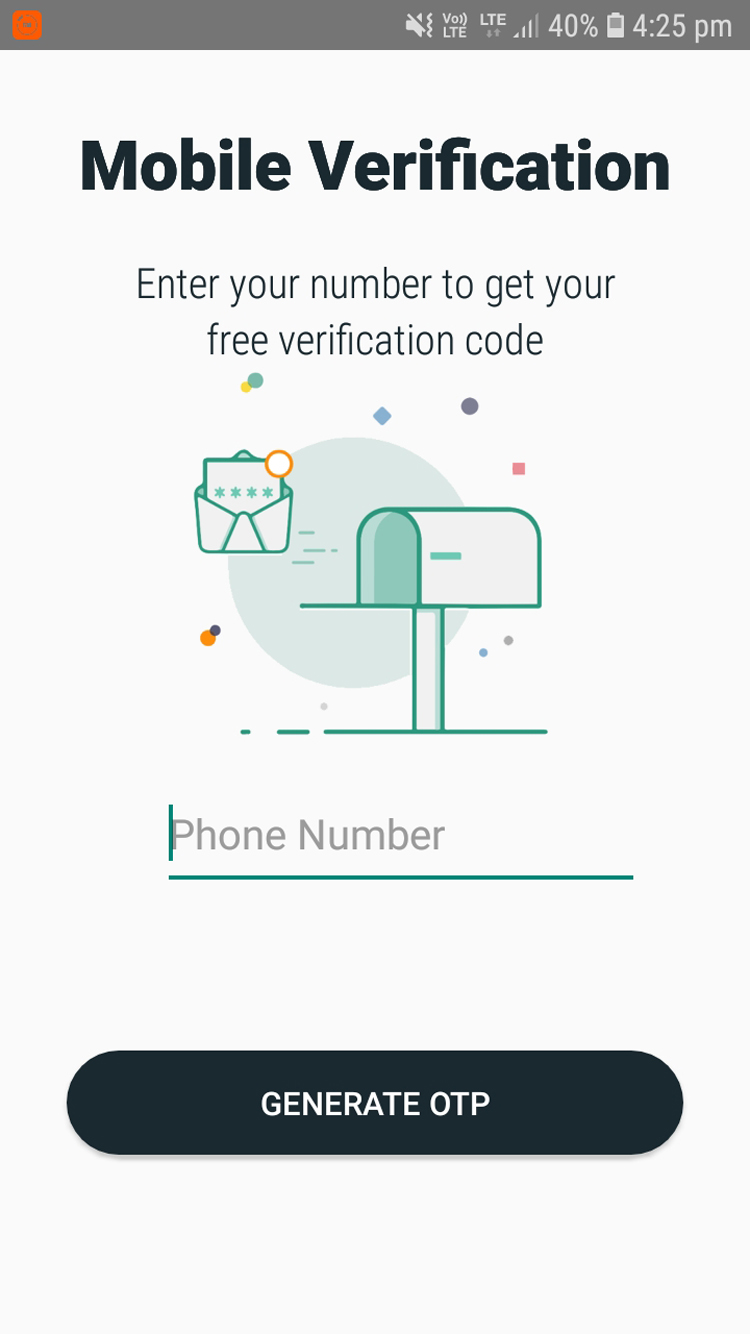 Vo)) LTE LTE 40% 4:25 pm
Mobile Verification
Enter your number to get your
free verification code
****
Phone Number
GENERATE OTP